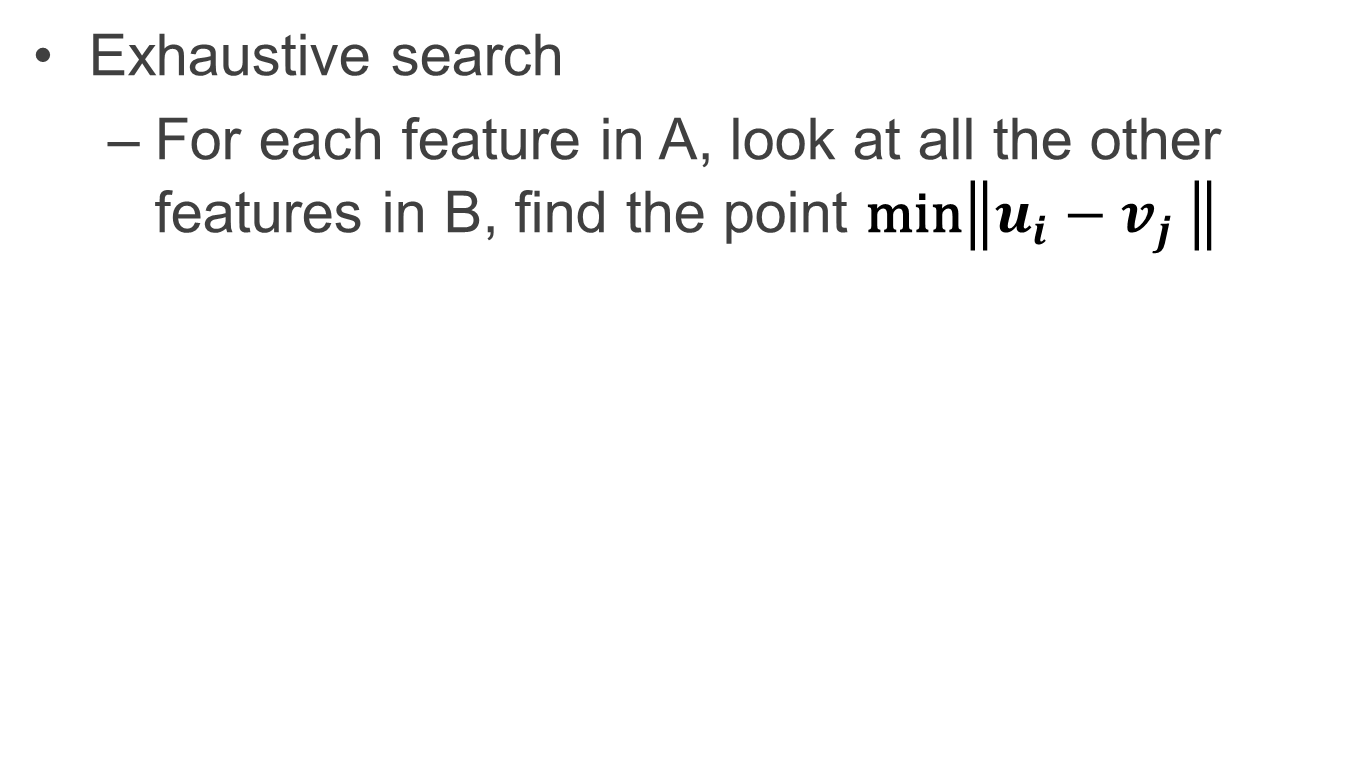 • Exhaustive search
– For each feature in A, look at all the other
features in B, find the point min‖𝒖ᵢ − 𝒗ⱼ ‖